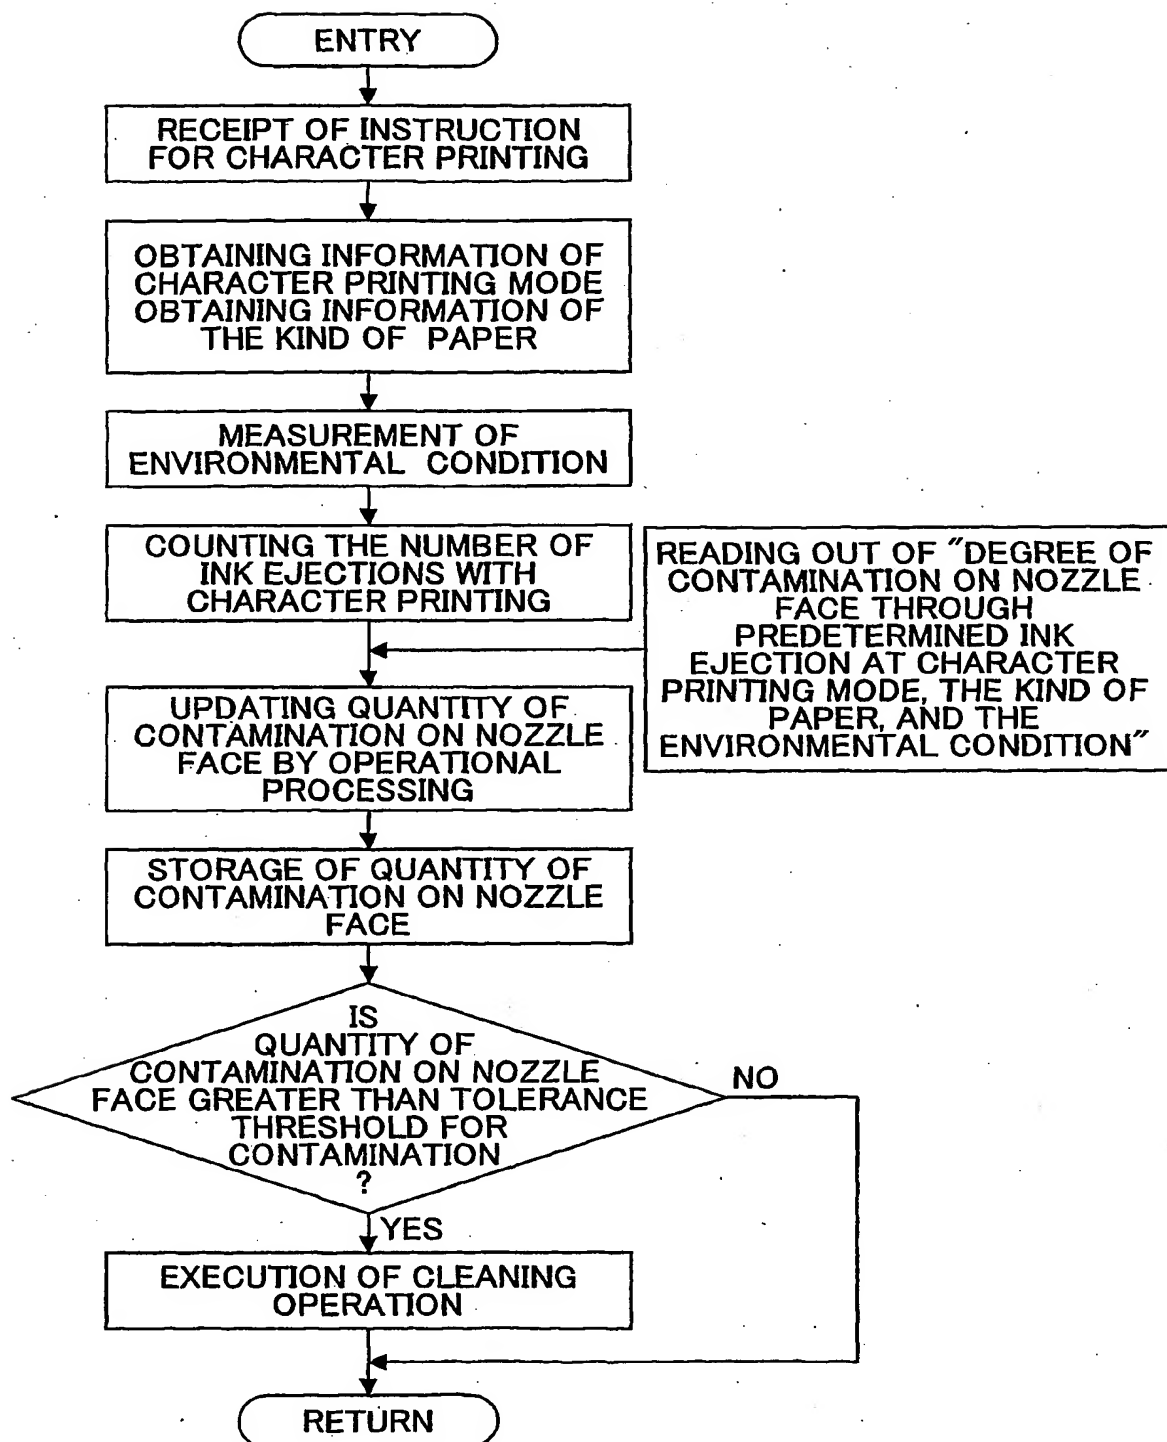 ENTRY
RECEIPT OF INSTRUCTION
FOR CHARACTER PRINTING
OBTAINING INFORMATION OF
CHARACTER PRINTING MODE
OBTAINING INFORMATION OF
THE KIND OF PAPER
MEASUREMENT OF
ENVIRONMENTAL CONDITION
COUNTING THE NUMBER OF
INK EJECTIONS WITH
CHARACTER PRINTING
READING OUT OF "DEGREE OF
CONTAMINATION ON NOZZLE
FACE THROUGH
PREDETERMINED INK
EJECTION AT CHARACTER
PRINTING MODE, THE KIND OF
PAPER, AND THE
ENVIRONMENTAL CONDITION"
UPDATING QUANTITY OF
CONTAMINATION ON NOZZLE
FACE BY OPERATIONAL
PROCESSING
STORAGE OF QUANTITY OF
CONTAMINATION ON NOZZLE
FACE
IS
QUANTITY OF
CONTAMINATION ON NOZZLE
FACE GREATER THAN TOLERANCE
THRESHOLD FOR
CONTAMINATION
?
NO
YES
EXECUTION OF CLEANING
OPERATION
RETURN